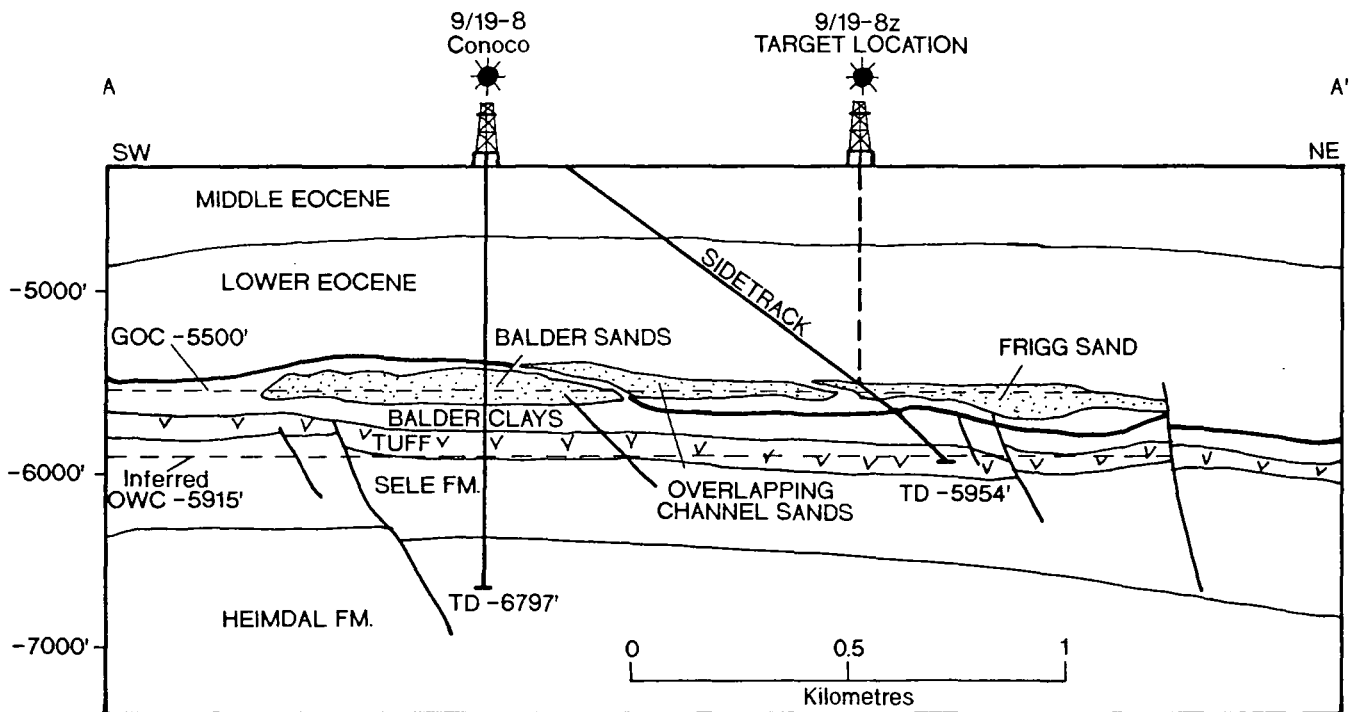 9/19-8
Conoco
9/19-8z
TARGET LOCATION
A
A'
SW
NE
MIDDLE EOCENE
LOWER EOCENE
-5000'
SIDETRACK
GOC -5500'
BALDER SANDS
FRIGG SAND
BALDER CLAYS
TUFF
-6000'
Inferred
OWC -5915'
SELE FM.
OVERLAPPING
CHANNEL SANDS
TD -5954'
TD -6797'
HEIMDAL FM.
-7000'
0
0.5
1
Kilometres